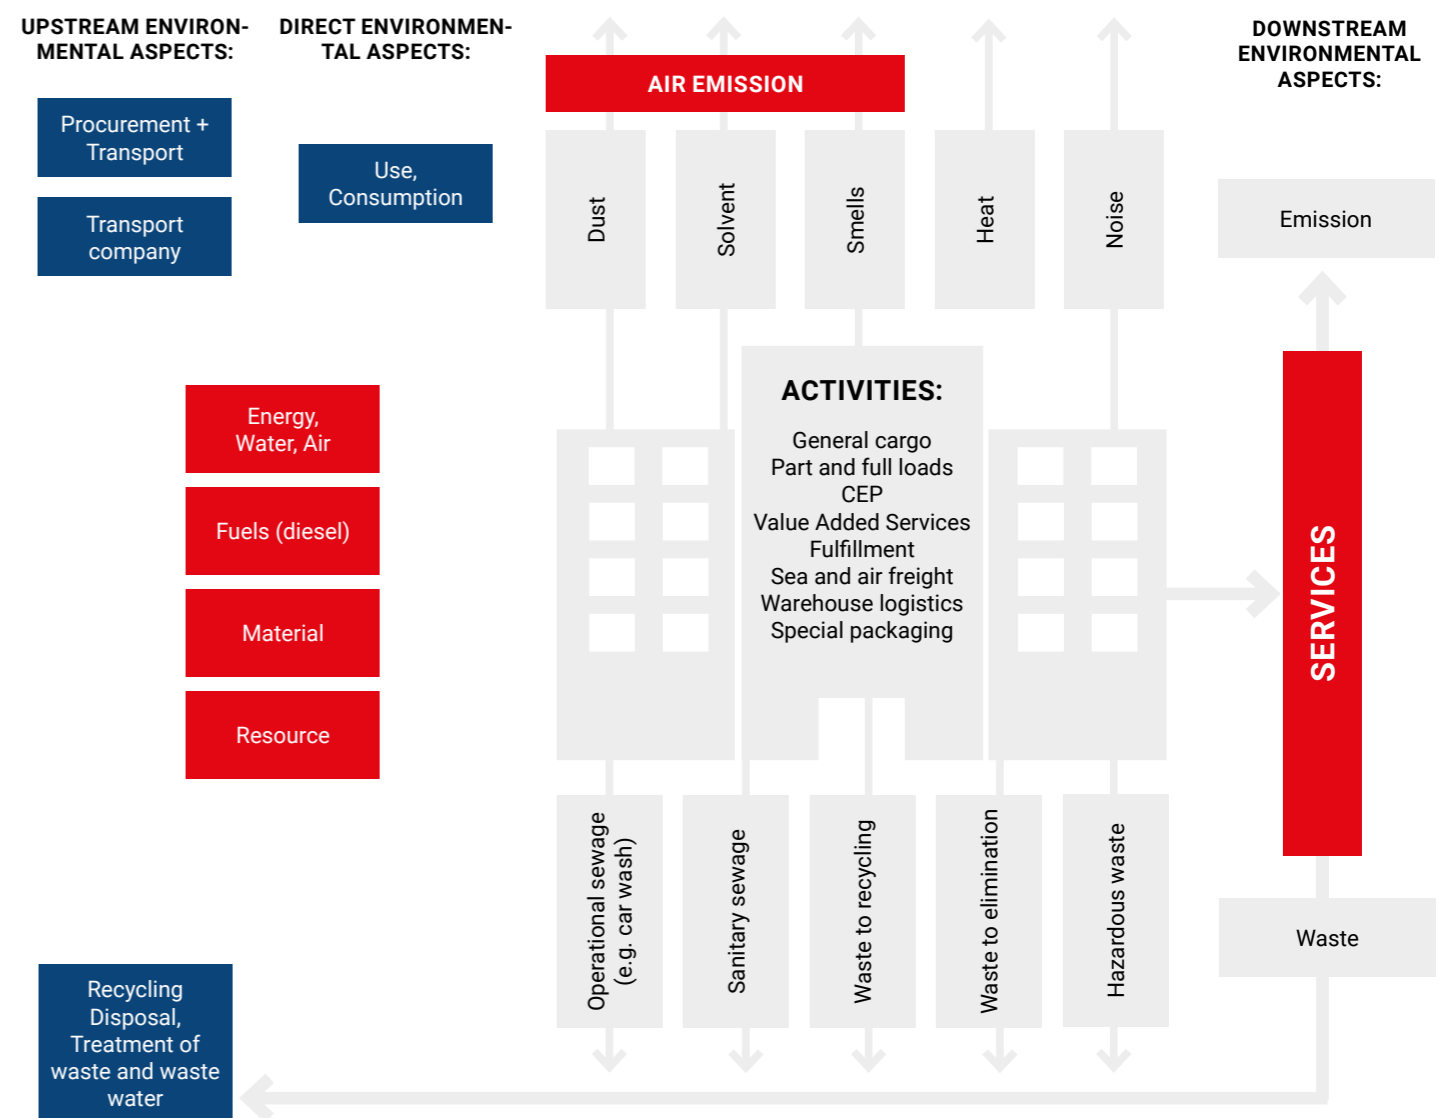 UPSTREAM ENVIRON-
MENTAL ASPECTS:
DIRECT ENVIRONMEN-
TAL ASPECTS:
DOWNSTREAM
ENVIRONMENTAL
ASPECTS:
Procurement +
Transport
Transport
company
Use,
Consumption
AIR EMISSION
Dust
Solvent
Smells
Heat
Noise
Emission
Energy,
Water, Air
Fuels (diesel)
Material
Resource
ACTIVITIES:
General cargo
Part and full loads
CEP
Value Added Services
Fulfillment
Sea and air freight
Warehouse logistics
Special packaging
SERVICES
Operational sewage
(e.g. car wash)
Sanitary sewage
Waste to recycling
Waste to elimination
Hazardous waste
Waste
Recycling
Disposal,
Treatment of
waste and waste
water